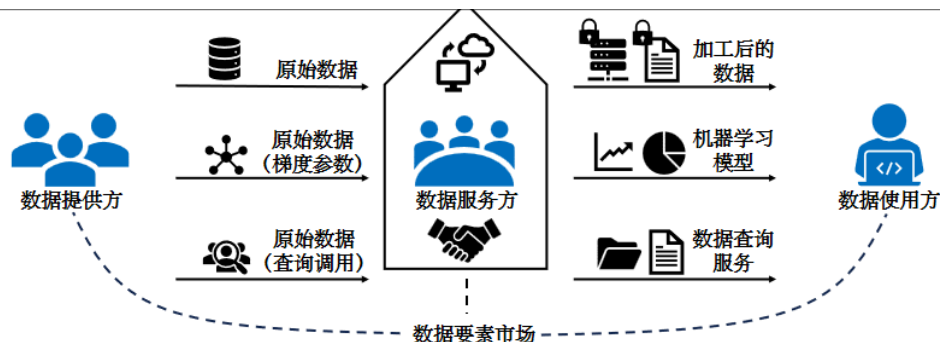 原始数据
加工后的
数据
原始数据
（梯度参数）
机器学习
模型
</>
数据提供方
数据服务方
数据使用方
原始数据
（查询调用）
数据查询
服务
数据要素市场